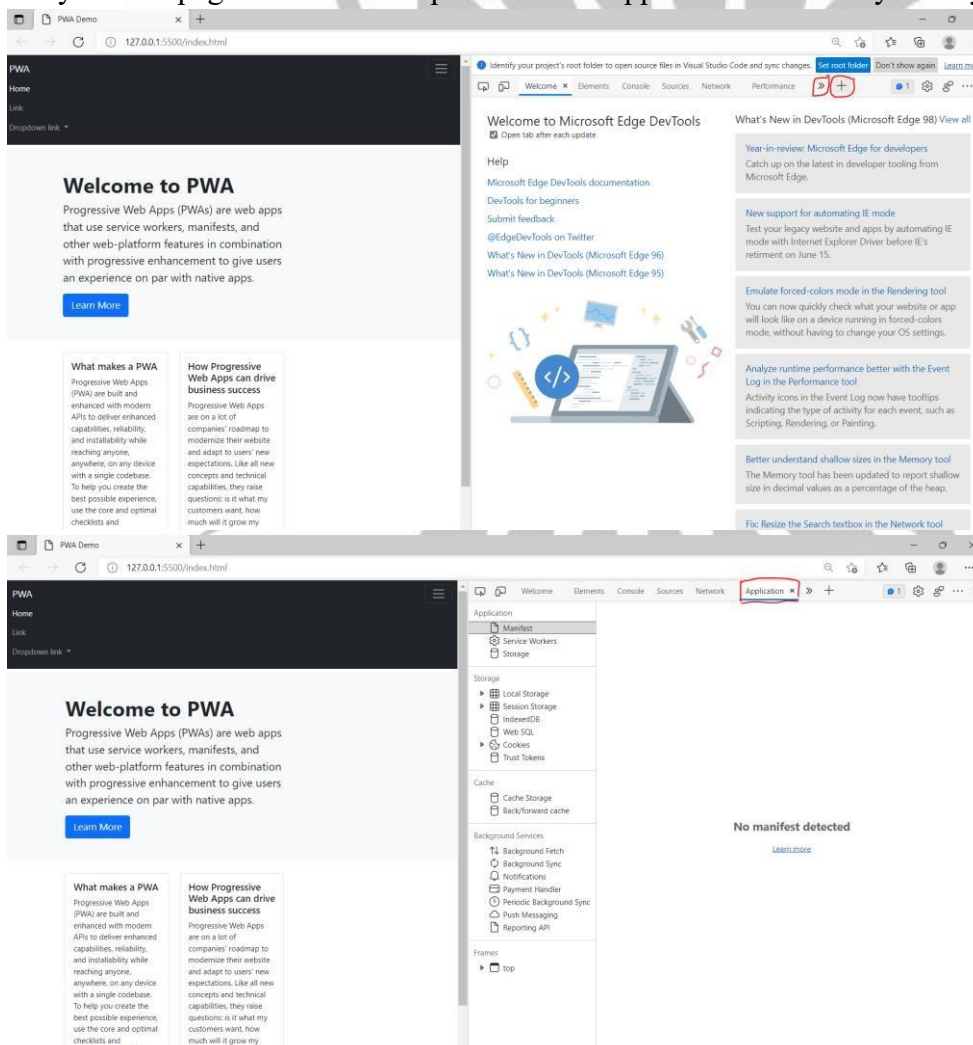 PWA Demo
127.0.0.1:5500/index.html
PWA
Home
Link
Dropdown link
Welcome to PWA
Progressive Web Apps (PWAs) are web apps
that use service workers, manifests, and
other web-platform features in combination
with progressive enhancement to give users
an experience on par with native apps.
Learn More
What makes a PWA
Progressive Web Apps
(PWA) are built and
enhanced with modern
APIs to deliver enhanced
capabilities, reliability,
and installability while
reaching anyone,
anywhere, on any device
with a single codebase.
To help you create the
best possible experience,
use the core and optimal
checklists and
How Progressive
Web Apps can drive
business success
Progressive Web Apps
are on a lot of
companies' roadmap to
modernize their website
and adapt to users' new
expectations. Like all new
concepts and technical
capabilities, they raise
questions: is it what my
customers want, how
much will it grow my
Identify your project's root folder to open source files in Visual Studio Code and sync changes. Set root folder Don't show again Learn m
Welcome Elements Console Sources Network Performance 1
Welcome to Microsoft Edge DevTools
Open tab after each update
Help
Microsoft Edge DevTools documentation
DevTools for beginners
Submit feedback
@EdgeDevTools on Twitter
What's New in DevTools (Microsoft Edge 96)
What's New in DevTools (Microsoft Edge 95)
What's New in DevTools (Microsoft Edge 98) View all
Year-in-review: Microsoft Edge for developers
Catch up on the latest in developer tooling from
Microsoft Edge.
New support for automating IE mode
Test your legacy website and apps by automating IE
mode with Internet Explorer Driver before IE's
retirment on June 15.
Emulate forced-colors mode in the Rendering tool
You can now quickly check what your website or app
will look like on a device running in forced-colors
mode, without having to change your OS settings.
Analyze runtime performance better with the Event
Log in the Performance tool
Activity icons in the Event Log now have tooltips
indicating the type of activity for each event, such as
Scripting, Rendering, or Painting.
Better understand shallow sizes in the Memory tool
The Memory tool has been updated to report shallow
size in decimal values as a percentage of the heap.
Fix: Resize the Search textbox in the Network tool
PWA Demo
127.0.0.1:5500/index.html
PWA
Home
Link
Dropdown link
Welcome to PWA
Progressive Web Apps (PWAs) are web apps
that use service workers, manifests, and
other web-platform features in combination
with progressive enhancement to give users
an experience on par with native apps.
Learn More
What makes a PWA
Progressive Web Apps
(PWA) are built and
enhanced with modern
APIs to deliver enhanced
capabilities, reliability,
and installability while
reaching anyone,
anywhere, on any device
with a single codebase.
To help you create the
best possible experience,
use the core and optimal
checklists and
How Progressive
Web Apps can drive
business success
Progressive Web Apps
are on a lot of
companies' roadmap to
modernize their website
and adapt to users' new
expectations. Like all new
concepts and technical
capabilities, they raise
questions: is it what my
customers want, how
much will it grow my
Welcome Elements Console Sources Network Application 1
Application
Manifest
Service Workers
Storage
Storage
Local Storage
Session Storage
IndexedDB
Web SQL
Cookies
Trust Tokens
Cache
Cache Storage
Back/forward cache
Background Services
Background Fetch
Background Sync
Notifications
Payment Handler
Periodic Background Sync
Push Messaging
Reporting API
Frames
top
No manifest detected
Learn more